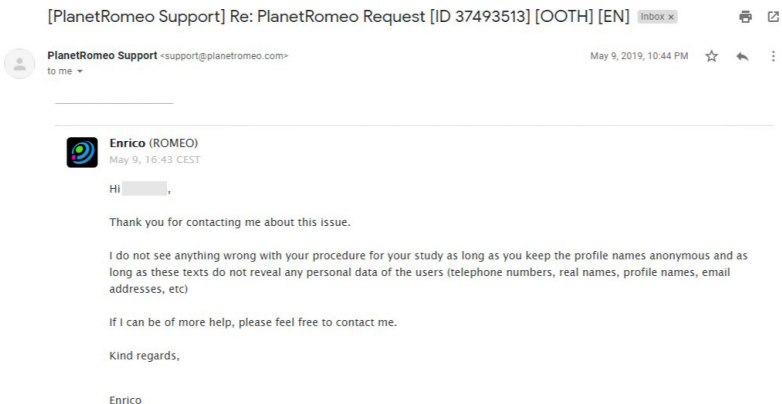 [PlanetRomeo Support] Re: PlanetRomeo Request [ID 37493513] [OOTH] [EN] Inbox x
PlanetRomeo Support <support@planetromeo.com>
May 9, 2019, 10:44 PM
to me
Enrico (ROMEO)
May 9, 16:43 CEST
Hi ,
Thank you for contacting me about this issue.
I do not see anything wrong with your procedure for your study as long as you keep the profile names anonymous and as
long as these texts do not reveal any personal data of the users (telephone numbers, real names, profile names, email
addresses, etc)
If I can be of more help, please feel free to contact me.
Kind regards,
Enrico